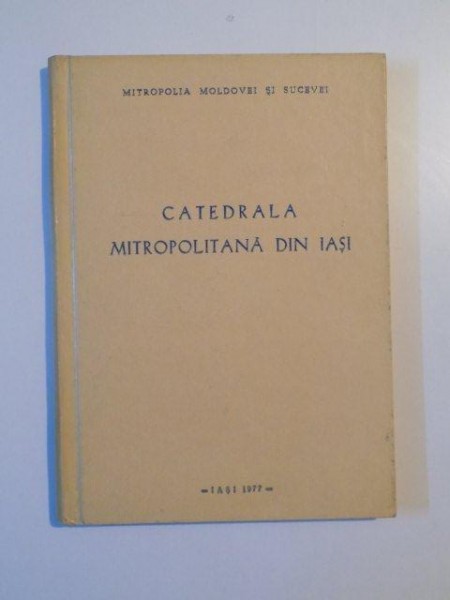 MITROPOLIA MOLDOVEI ȘI SUCEVEI
CATEDRALA
MITROPOLITANĂ DIN IAȘI
— IAȘI 1977 —